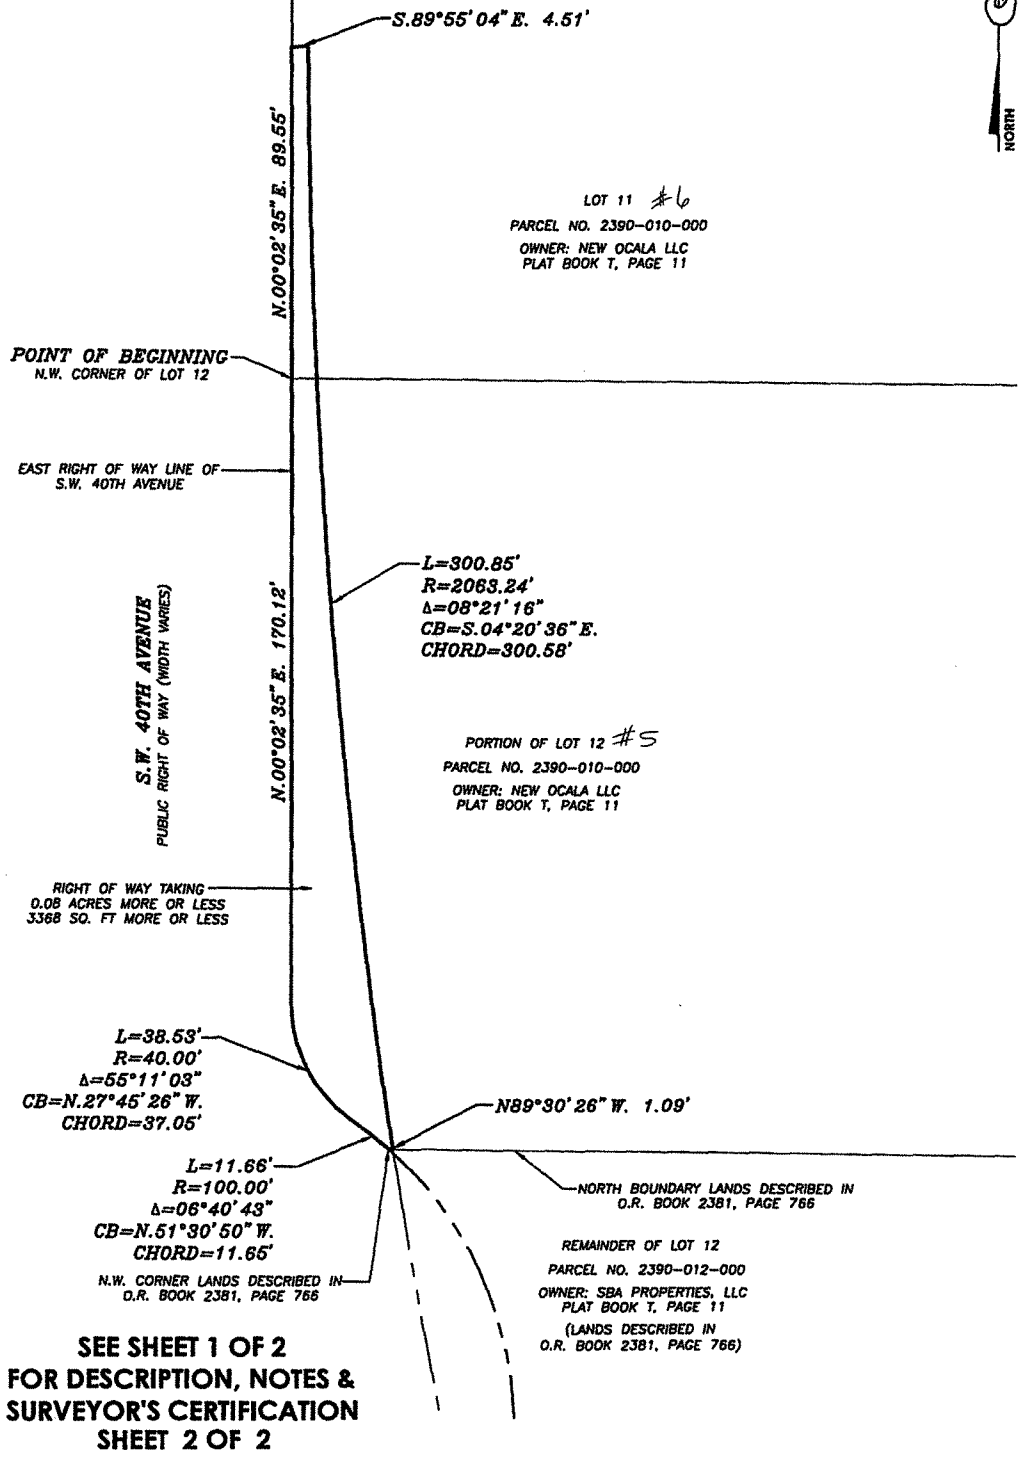 S.89°55'04"E. 4.51'
NORTH
N.00°02'35"E. 89.55'
LOT 11 #6
PARCEL NO. 2390-010-000
OWNER: NEW OCALA LLC
PLAT BOOK T, PAGE 11
POINT OF BEGINNING
N.W. CORNER OF LOT 12
EAST RIGHT OF WAY LINE OF
S.W. 40TH AVENUE
L=300.85'
R=2063.24'
Δ=08°21'16"
CB=S.04°20'36"E.
CHORD=300.58'
S.W. 40TH AVENUE
PUBLIC RIGHT OF WAY (WIDTH VARIES)
N.00°02'35"E. 170.12'
PORTION OF LOT 12 #5
PARCEL NO. 2390-010-000
OWNER: NEW OCALA LLC
PLAT BOOK T, PAGE 11
RIGHT OF WAY TAKING
0.08 ACRES MORE OR LESS
3368 SQ. FT MORE OR LESS
L=38.53'
R=40.00'
Δ=55°11'03"
CB=N.27°45'26"W.
CHORD=37.05'
N89°30'26"W. 1.09'
L=11.66'
R=100.00'
Δ=06°40'43"
CB=N.51°30'50"W.
CHORD=11.65'
N.W. CORNER LANDS DESCRIBED IN
O.R. BOOK 2381, PAGE 766
NORTH BOUNDARY LANDS DESCRIBED IN
O.R. BOOK 2381, PAGE 766
REMAINDER OF LOT 12
PARCEL NO. 2390-012-000
OWNER: SBA PROPERTIES, LLC
PLAT BOOK T, PAGE 11
(LANDS DESCRIBED IN
O.R. BOOK 2381, PAGE 766)
SEE SHEET 1 OF 2
FOR DESCRIPTION, NOTES &
SURVEYOR'S CERTIFICATION
SHEET 2 OF 2